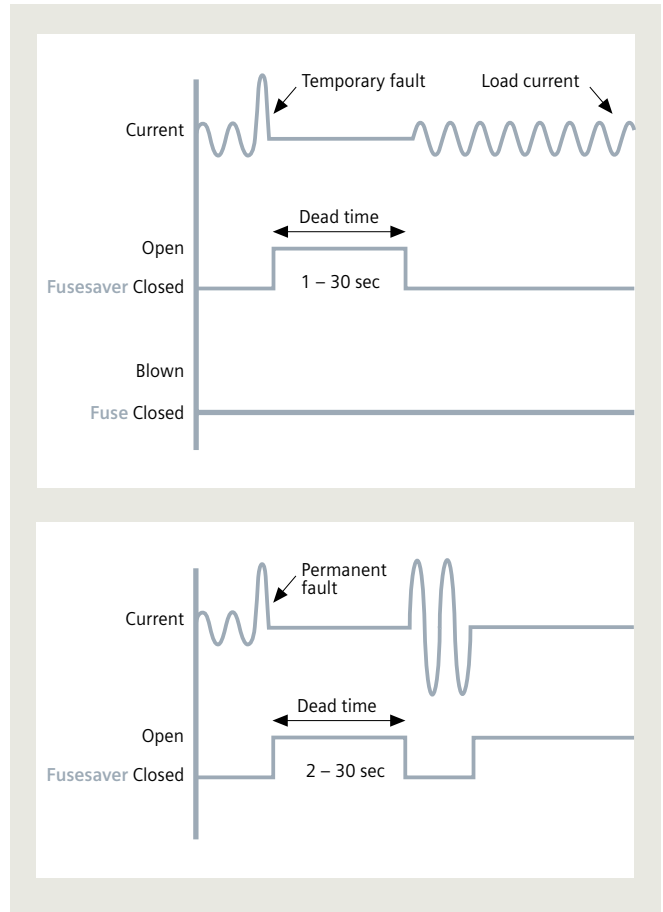 Temporary fault
Load current
Current
Dead time
Open
1 – 30 sec
Fusesaver Closed
Blown
Fuse Closed
Permanent
fault
Current
Dead time
Open
2 – 30 sec
Fusesaver Closed